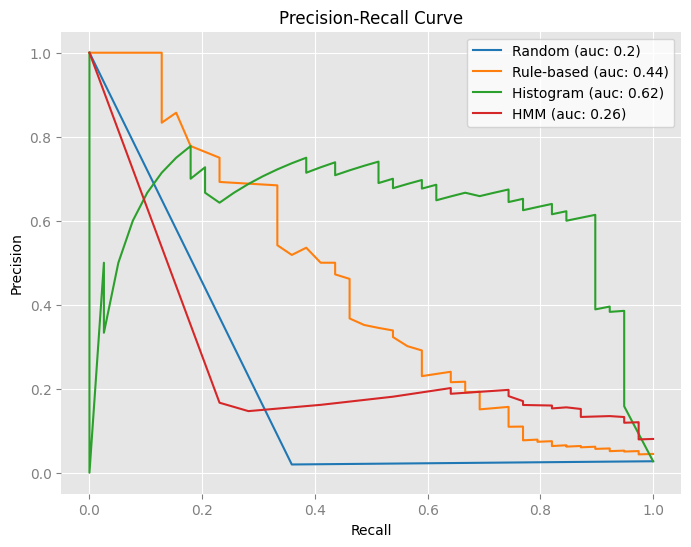 Precision-Recall Curve
Random (auc: 0.2)
Rule-based (auc: 0.44)
Histogram (auc: 0.62)
HMM (auc: 0.26)
Precision
1.0
0.8
0.6
0.4
0.2
0.0
0.0 0.2 0.4 0.6 0.8 1.0
Recall